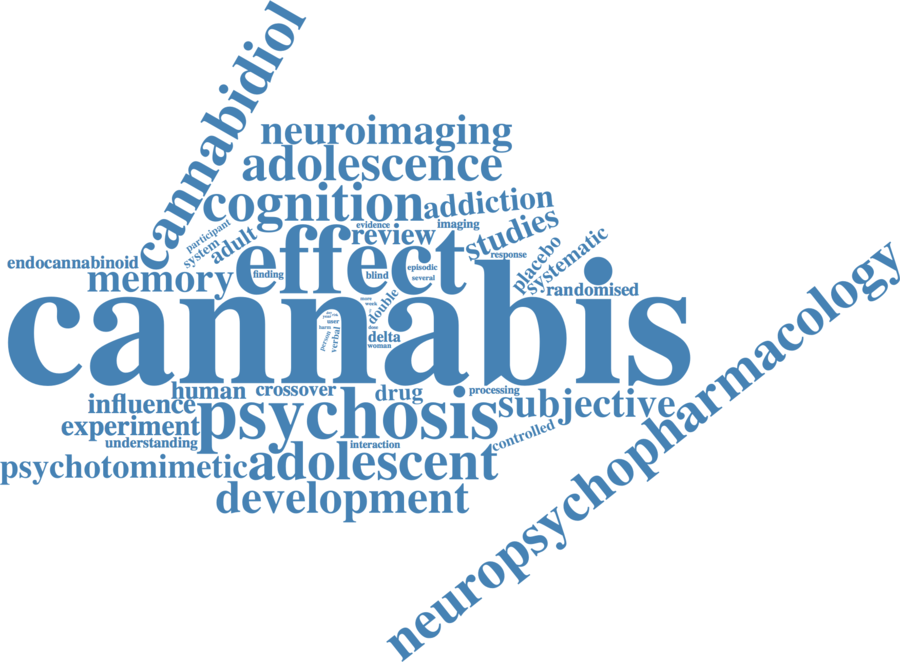 cannabidiol
neuroimaging
adolescence
cognition
addiction
participant
evidence
imaging
studies
system
adult
review
effect
response
placebo
systematic
endocannabinoid
memory
finding
blind
episodic
several
randomised
neuropsychopharmacology
cannabis
more
week
double
user
harm
dose
person
verbal
delta
woman
human
crossover
drug
processing
influence
psychosis
subjective
experiment
understanding
interaction
controlled
psychotomimetic
adolescent
development